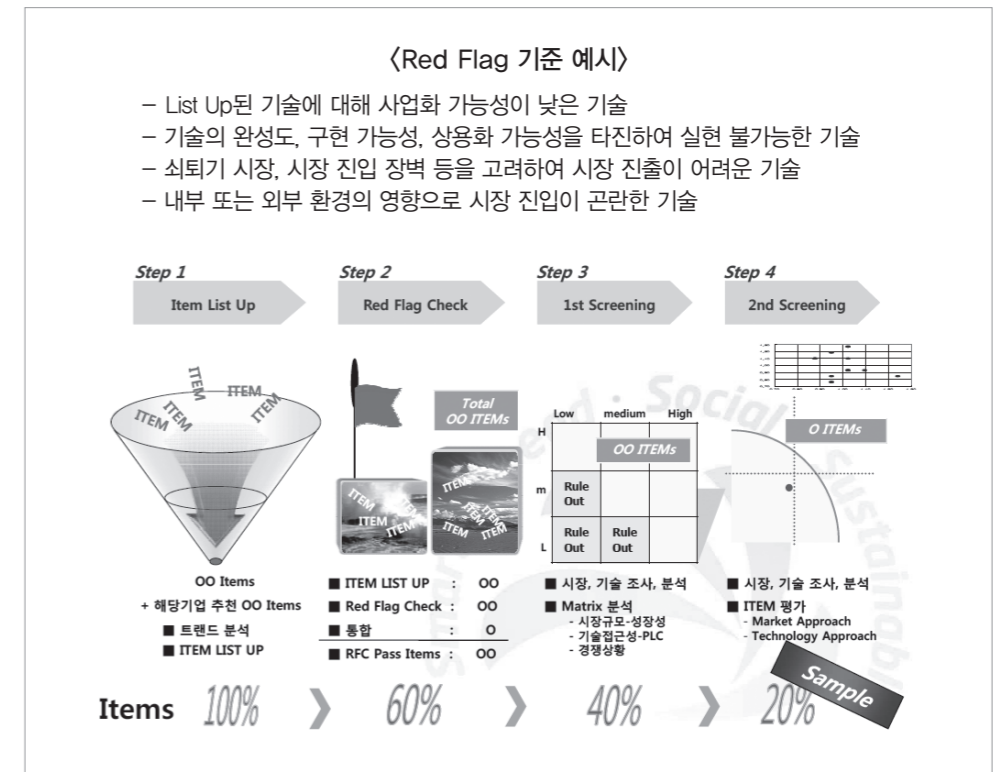 〈Red Flag 기준 예시〉
– List Up된 기술에 대해 사업화 가능성이 낮은 기술
– 기술의 완성도, 구현 가능성, 상용화 가능성을 타진하여 실현 불가능한 기술
– 쇠퇴기 시장, 시장 진입 장벽 등을 고려하여 시장 진출이 어려운 기술
– 내부 또는 외부 환경의 영향으로 시장 진입이 곤란한 기술
Step 1
Item List Up
ITEM
ITEM
ITEM
ITEM
ITEM
OO Items
+ 해당기업 추천 OO Items
■ 트랜드 분석
■ ITEM LIST UP
Step 2
Red Flag Check
Total
OO ITEMs
ITEM
ITEM
ITEM
ITEM
ITEM
ITEM
ITEM
■ ITEM LIST UP : OO
■ Red Flag Check : OO
■ 통합 : O
■ RFC Pass Items : OO
Step 3
1st Screening
Low medium High
H
OO ITEMs
m
Rule
Out
L
Rule
Out
Rule
Out
■ 시장, 기술 조사, 분석
■ Matrix 분석
- 시장규모-성장성
- 기술접근성-PLC
- 경쟁상황
Step 4
2nd Screening
O ITEMs
■ 시장, 기술 조사, 분석
■ ITEM 평가
- Market Approach
- Technology Approach
Sample
Items 100% 60% 40% 20%
Social